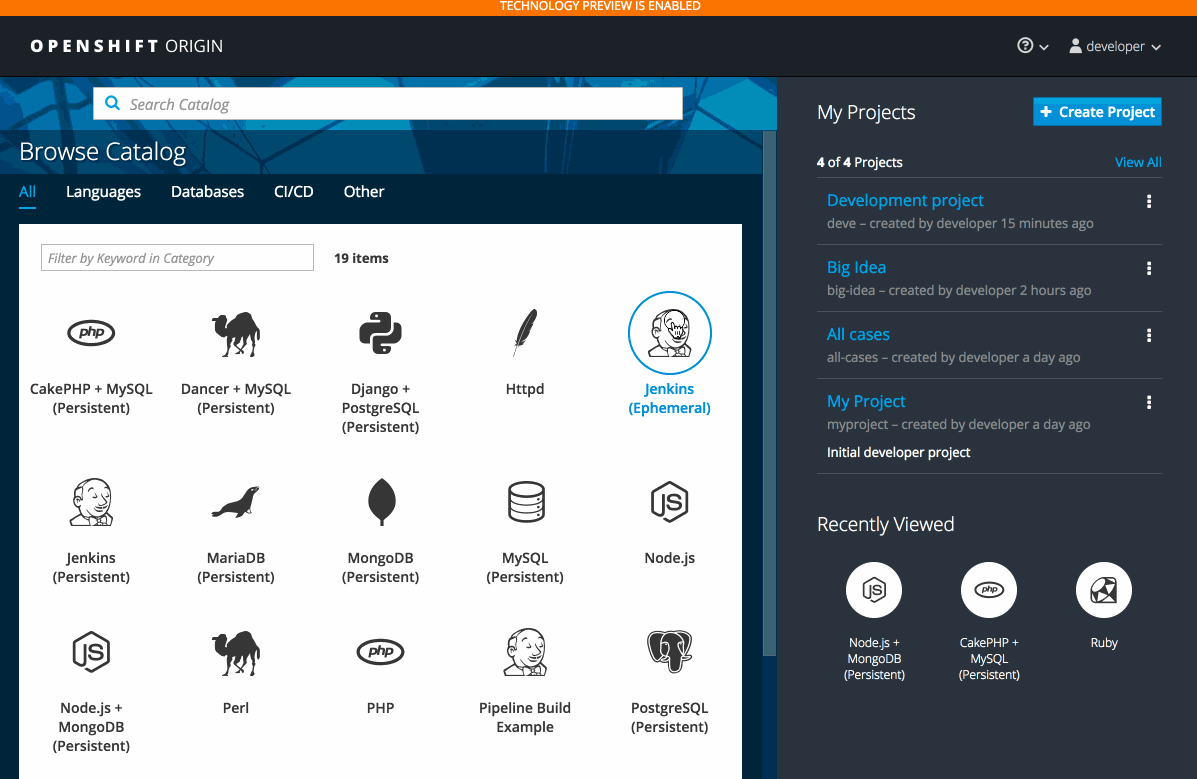 TECHNOLOGY PREVIEW IS ENABLED
OPENSHIFT ORIGIN
developer
Search Catalog
Browse Catalog
All Languages Databases CI/CD Other
Filter by Keyword in Category
19 items
php
CakePHP + MySQL
(Persistent)
Dancer + MySQL
(Persistent)
Django +
PostgreSQL
(Persistent)
Httpd
Jenkins
(Ephemeral)
Jenkins
(Persistent)
MariaDB
(Persistent)
MongoDB
(Persistent)
MySQL
(Persistent)
JS
Node.js
JS
Node.js +
MongoDB
(Persistent)
Perl
php
PHP
Pipeline Build
Example
PostgreSQL
(Persistent)
My Projects
+ Create Project
4 of 4 Projects
View All
Development project
deve – created by developer 15 minutes ago
Big Idea
big-idea – created by developer 2 hours ago
All cases
all-cases – created by developer a day ago
My Project
myproject – created by developer a day ago
Initial developer project
Recently Viewed
JS
Node.js +
MongoDB
(Persistent)
php
CakePHP +
MySQL
(Persistent)
Ruby